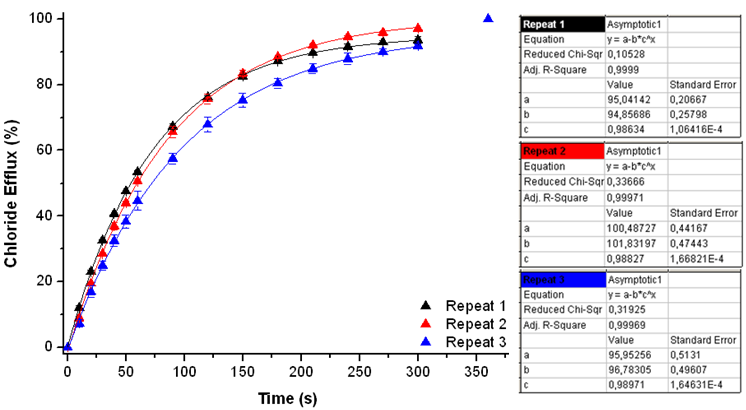 Chloride Efflux (%)
100
80
60
40
20
0
0 50 100 150 200 250 300 350
Time (s)
Repeat 1
Repeat 2
Repeat 3
Repeat 1 Asymptotic1
Equation y = a-b*c^x
Reduced Chi-Sqr 0,10528
Adj. R-Square 0,9999
Value Standard Error
a 95,04142 0,20667
b 94,85686 0,25798
c 0,98634 1,06416E-4
Repeat 2 Asymptotic1
Equation y = a-b*c^x
Reduced Chi-Sqr 0,33666
Adj. R-Square 0,99971
Value Standard Error
a 100,48727 0,44167
b 101,83197 0,47443
c 0,98827 1,66821E-4
Repeat 3 Asymptotic1
Equation y = a-b*c^x
Reduced Chi-Sqr 0,31925
Adj. R-Square 0,99969
Value Standard Error
a 95,95256 0,5131
b 96,78305 0,49607
c 0,98971 1,64631E-4